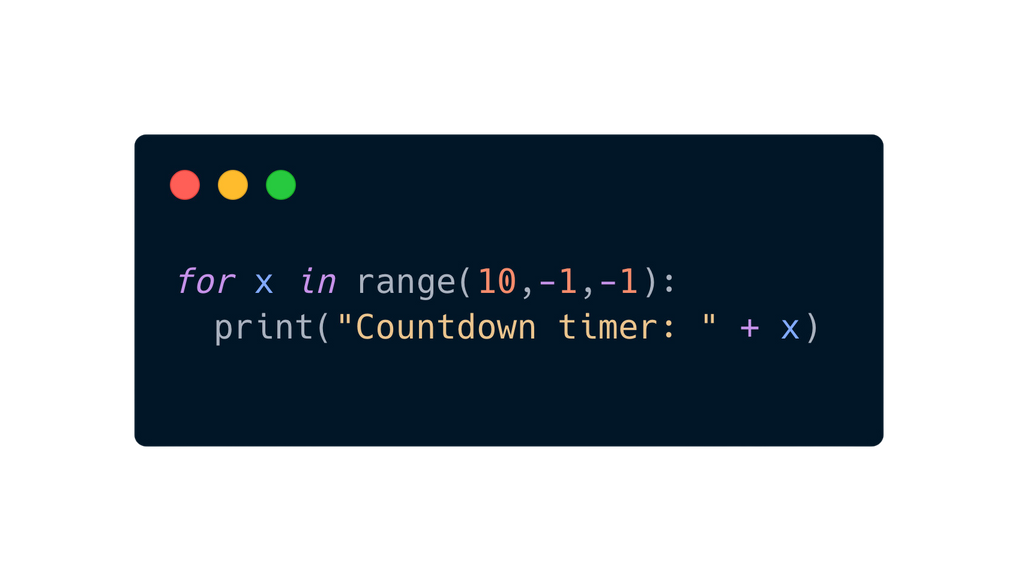 for x in range(10,-1,-1):
  print("Countdown timer: " + x)